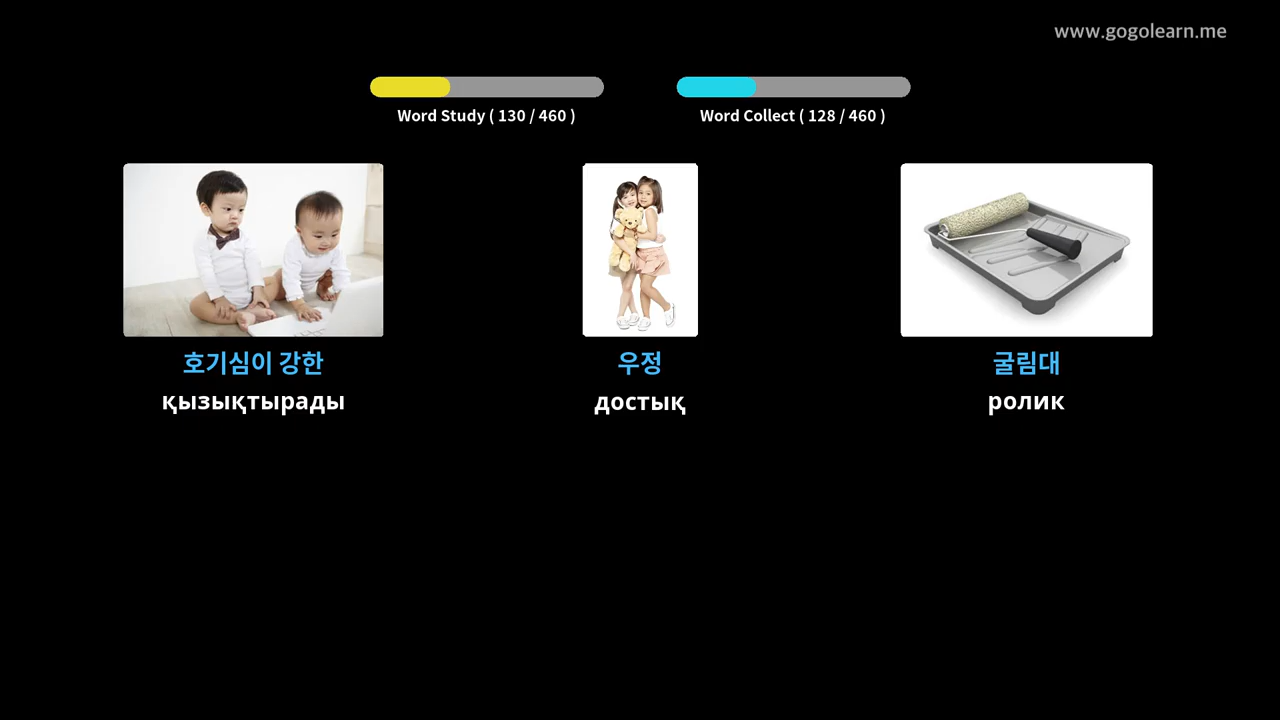 www.gogolearn.me
Word Study ( 130 / 460 )
Word Collect ( 128 / 460 )
호기심이 강한
қызықтырады
우정
достық
굴림대
ролик